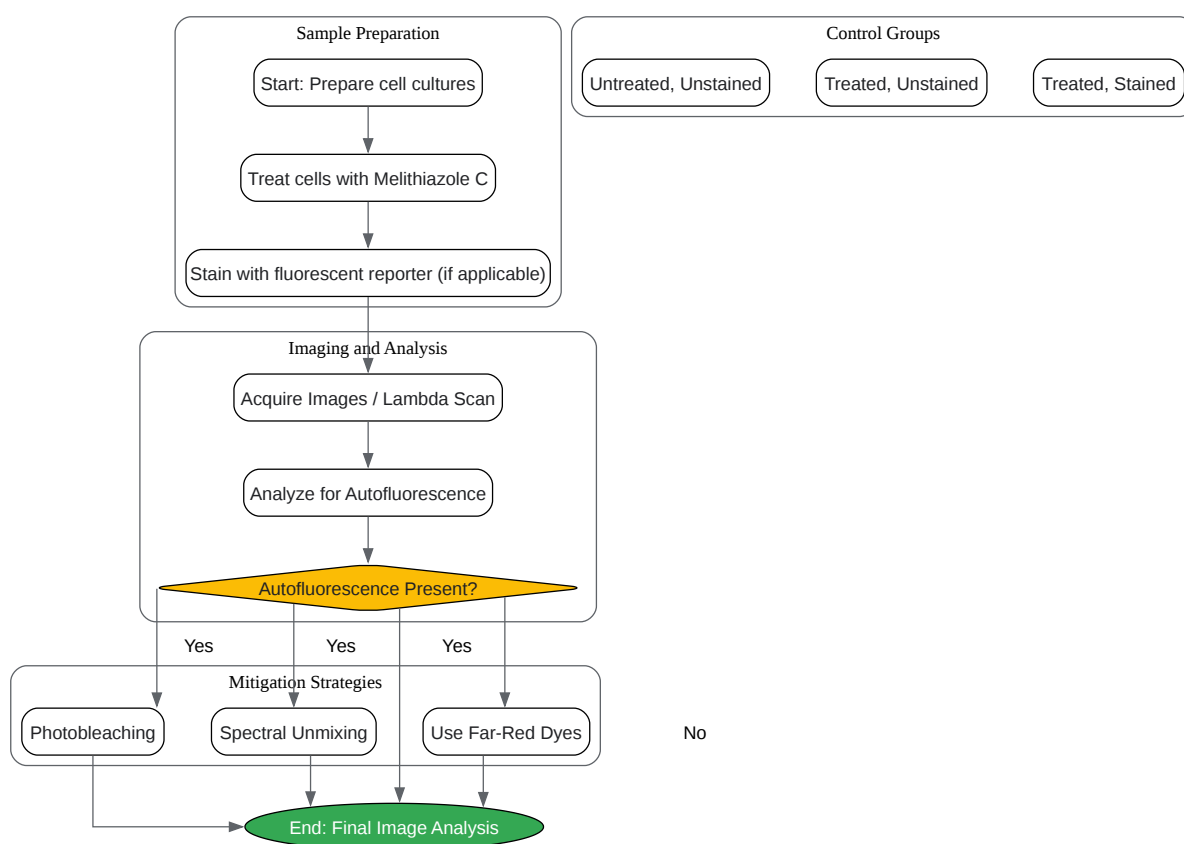 Sample Preparation
Start: Prepare cell cultures
Treat cells with Melithiazole C
Stain with fluorescent reporter (if applicable)
Control Groups
Untreated, Unstained
Treated, Unstained
Treated, Stained
Imaging and Analysis
Acquire Images / Lambda Scan
Analyze for Autofluorescence
Autofluorescence Present?
Yes
Yes
Yes
Mitigation Strategies
Photobleaching
Spectral Unmixing
Use Far-Red Dyes
No
End: Final Image Analysis